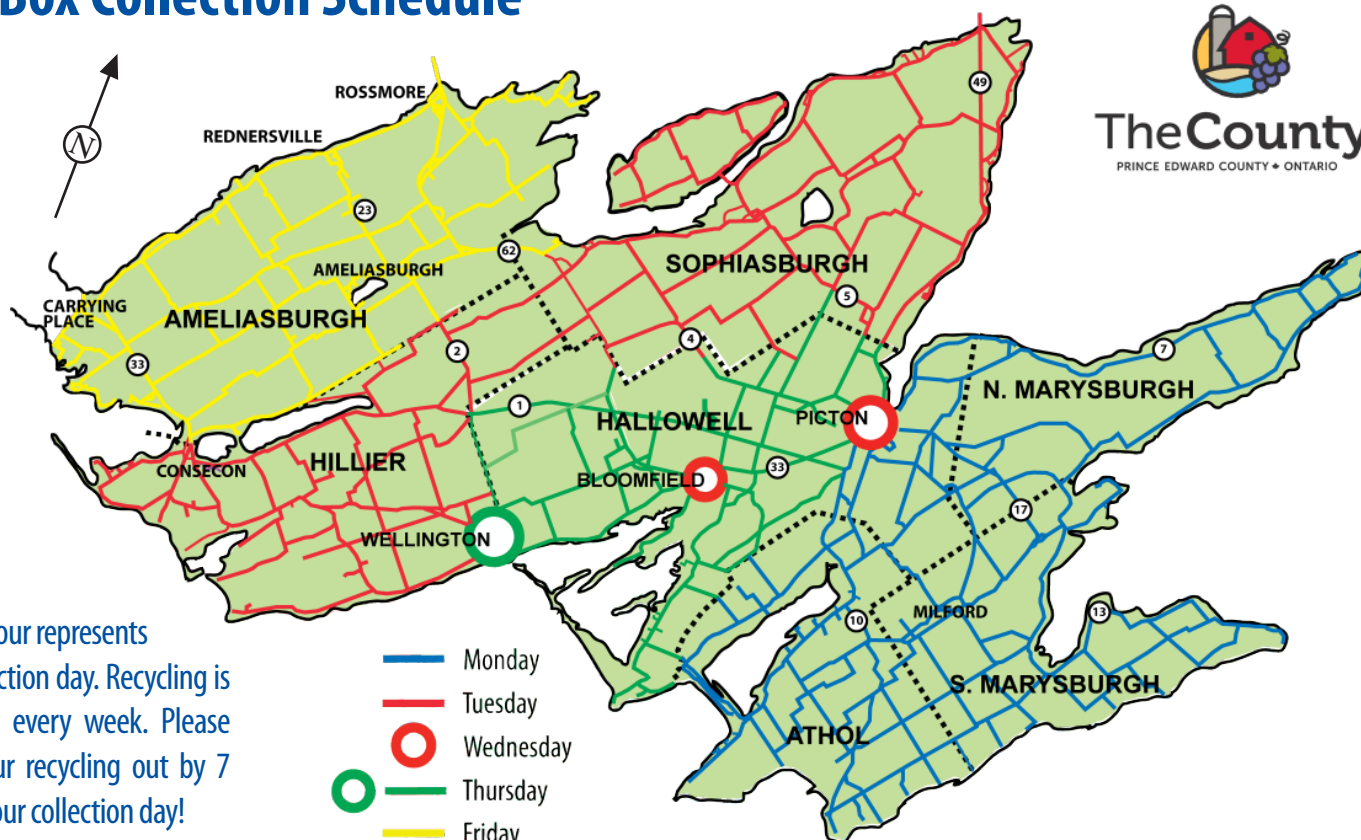 Box Collection Schedule
TheCounty
PRINCE EDWARD COUNTY ONTARIO
N
ROSSMORE
REDNERSVILLE
49
23
62
AMELIASBURGH
SOPHIASBURGH
5
CARRYING
PLACE
AMELIASBURGH
33
2
4
7
N. MARYSBURGH
1
HALLOWELL
PICTON
CONSECON
HILLIER
BLOOMFIELD
33
17
WELLINGTON
10
MILFORD
13
S. MARYSBURGH
ATHOL
our represents
ction day. Recycling is
every week. Please
ur recycling out by 7
our collection day!
Monday
Tuesday
Wednesday
Thursday
Friday